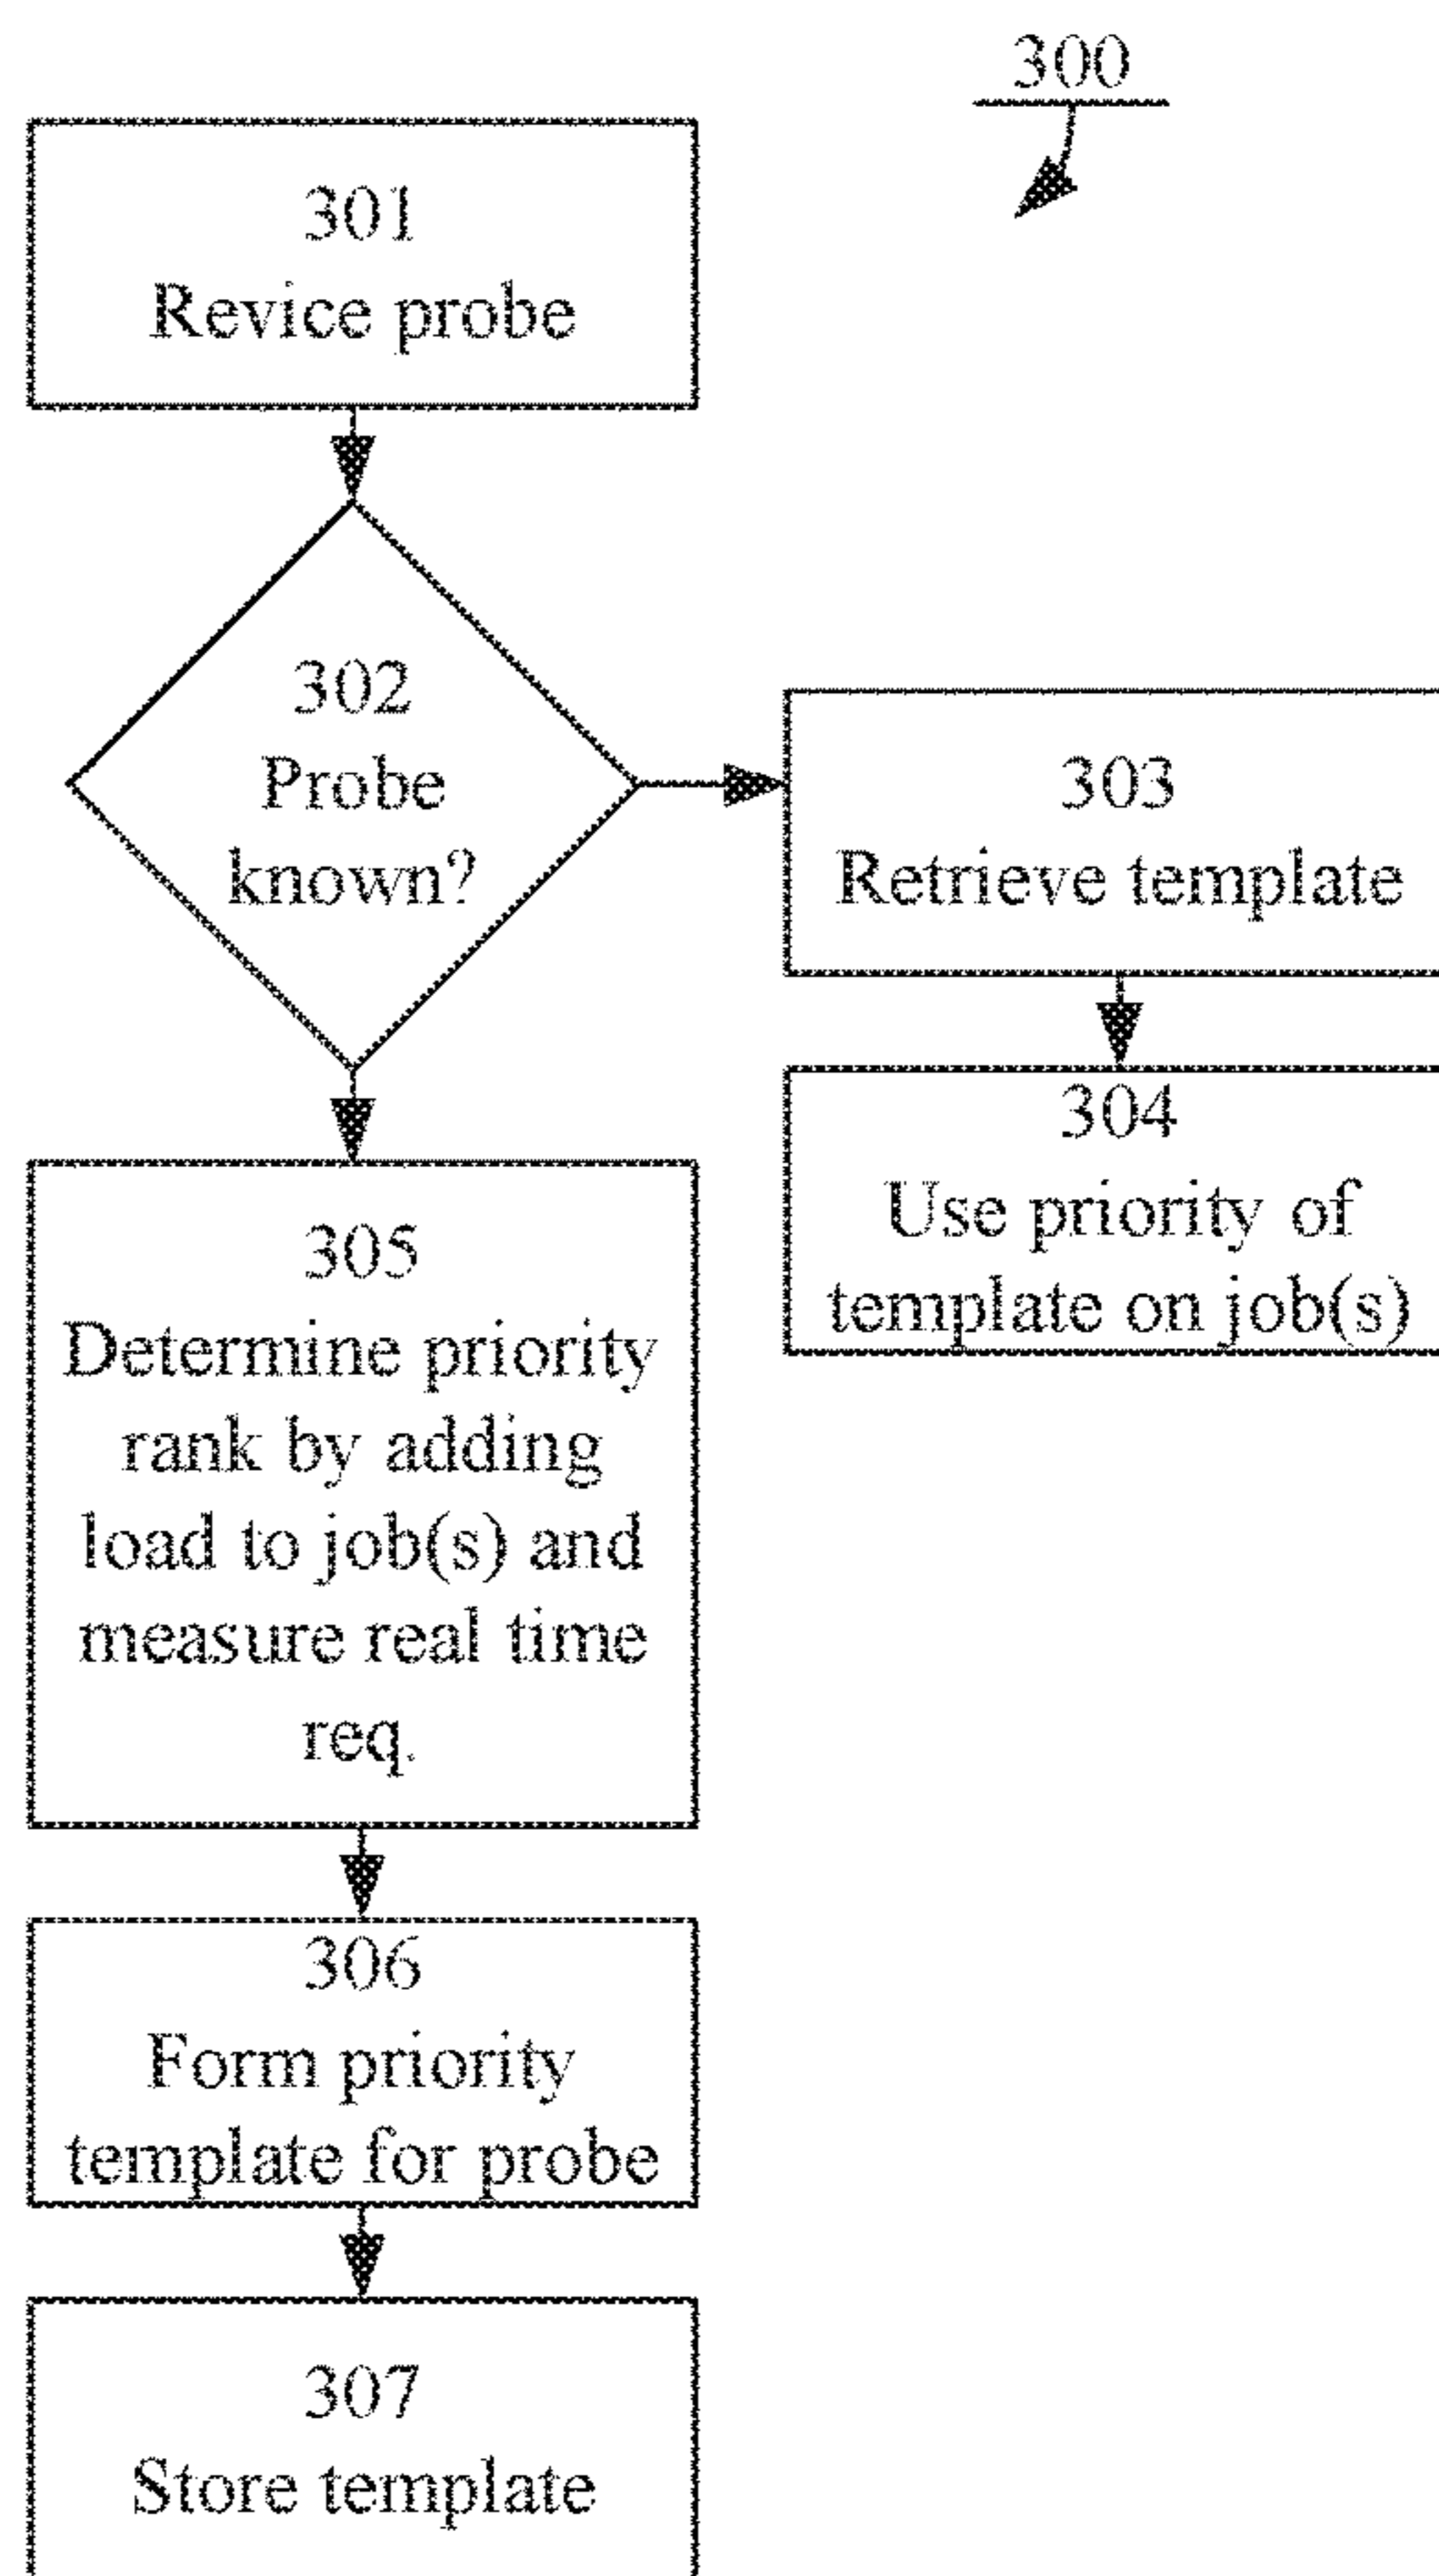 300
301
Revice probe
302
Probe
known?
303
Retrieve template
304
Use priority of
template on job(s)
305
Determine priority
rank by adding
load to job(s) and
measure real time
req.
306
Form priority
template for probe
307
Store template